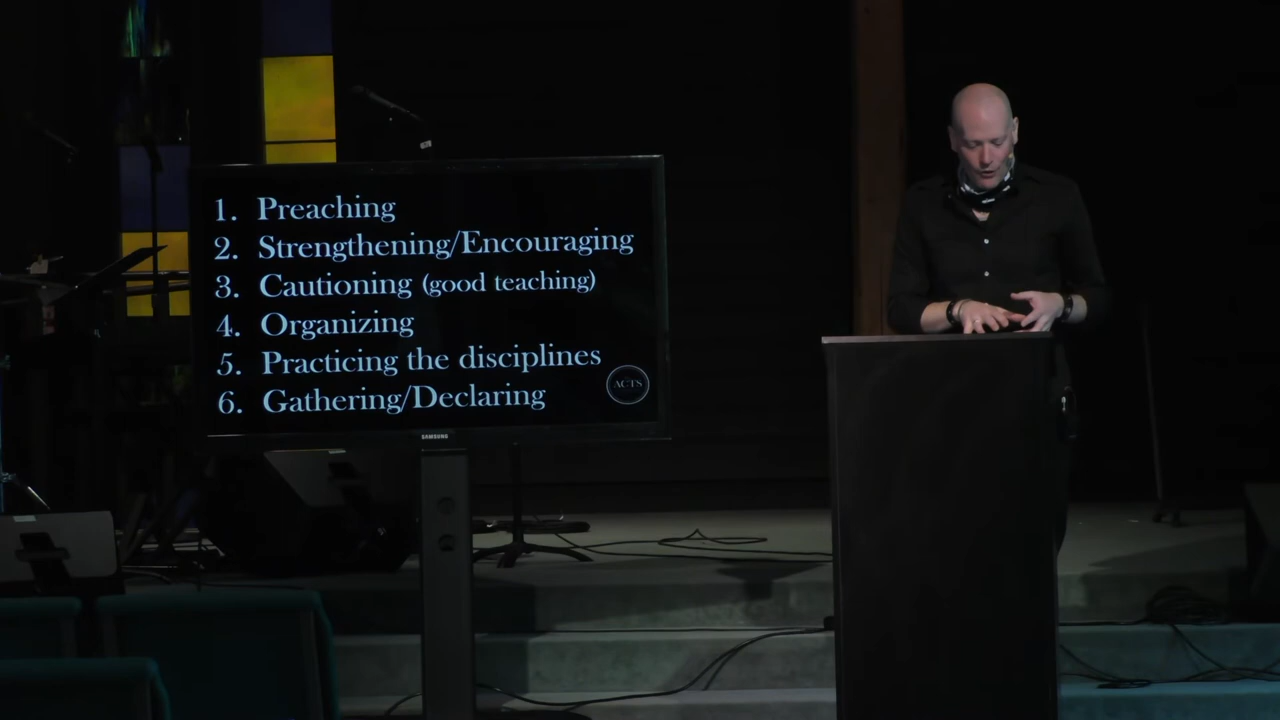 1. Preaching
2. Strengthening/Encouraging
3. Cautioning (good teaching)
4. Organizing
5. Practicing the disciplines
6. Gathering/Declaring
ACTS
SAMSUNG